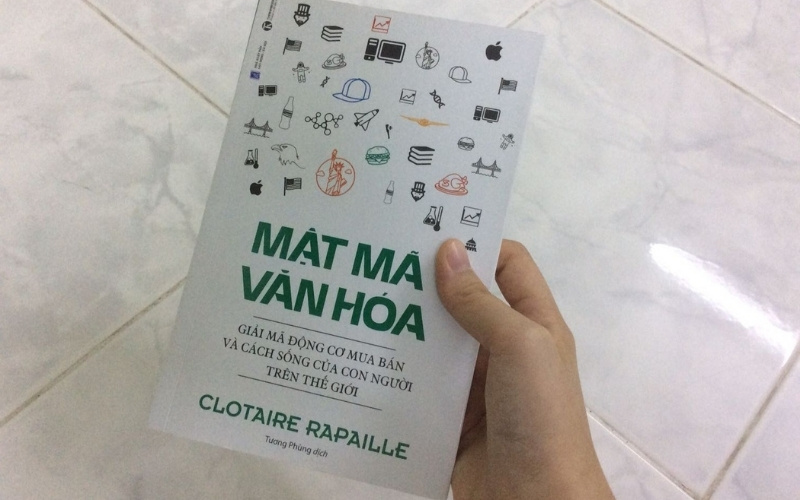 MẬT MÃ
VĂN HÓA
GIẢI MÃ ĐỘNG CƠ MUA BÁN
VÀ CÁCH SỐNG CỦA CON NGƯỜI
TRÊN THẾ GIỚI
CLOTAIRE RAPAILLE
Tương Phùng dịch